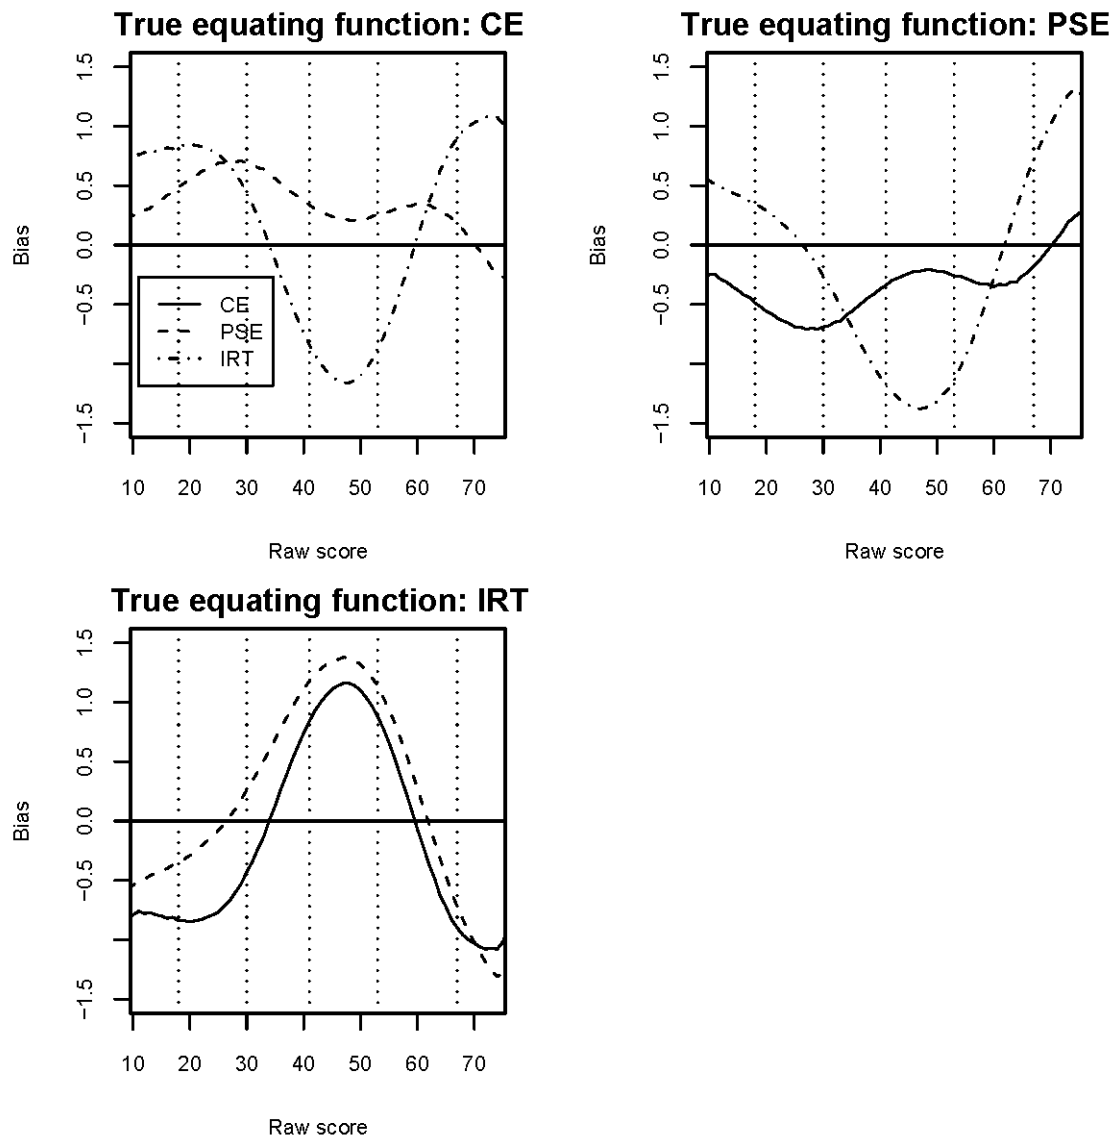 True equating function: CE
1.5
1.0
0.5
0.0
−0.5
−1.5
Bias
CE
PSE
IRT
10 20 30 40 50 60 70
Raw score
True equating function: PSE
1.5
1.0
0.5
0.0
−0.5
−1.5
Bias
10 20 30 40 50 60 70
Raw score
True equating function: IRT
1.5
1.0
0.5
0.0
−0.5
−1.5
Bias
10 20 30 40 50 60 70
Raw score